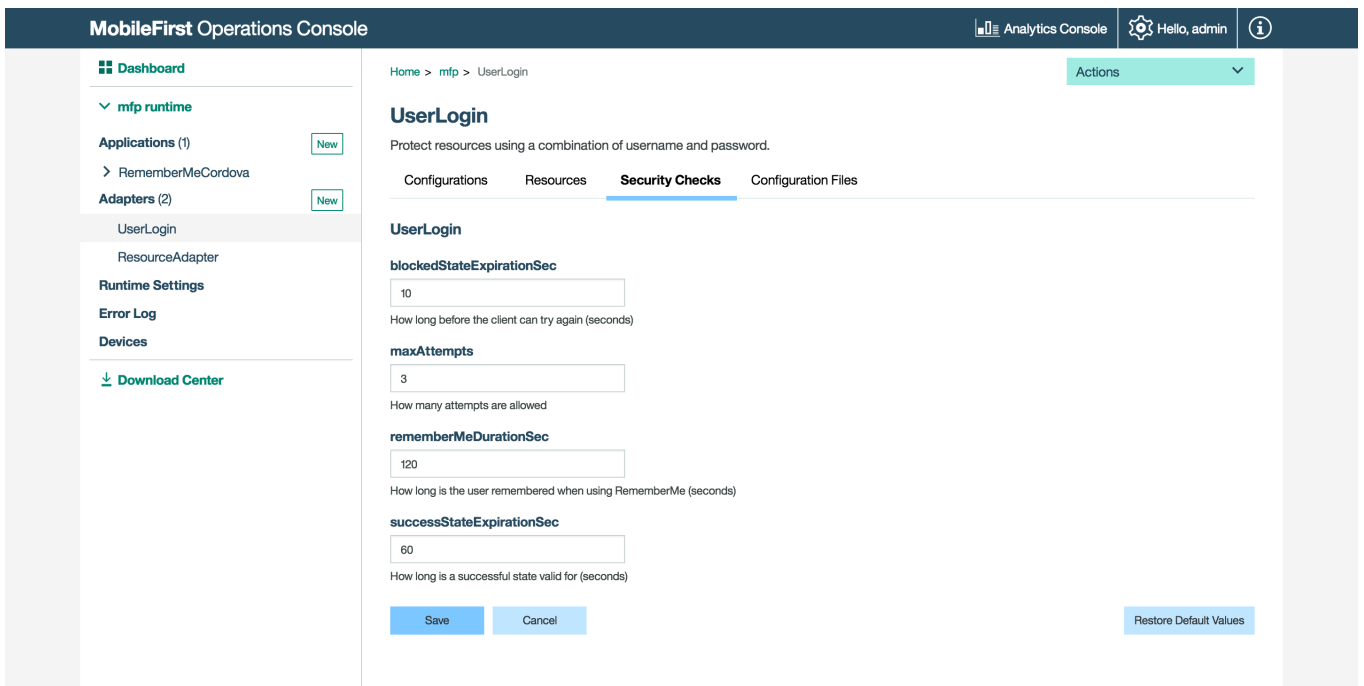 MobileFirst Operations Console
Analytics Console
Hello, admin
Dashboard
mfp runtime
Applications (1)
New
RememberMeCordova
Adapters (2)
New
UserLogin
ResourceAdapter
Runtime Settings
Error Log
Devices
Download Center
Home > mfp > UserLogin
Actions
UserLogin
Protect resources using a combination of username and password.
Configurations Resources Security Checks Configuration Files
UserLogin
blockedStateExpirationSec
10
How long before the client can try again (seconds)
maxAttempts
3
How many attempts are allowed
rememberMeDurationSec
120
How long is the user remembered when using RememberMe (seconds)
successStateExpirationSec
60
How long is a successful state valid for (seconds)
Save Cancel Restore Default Values